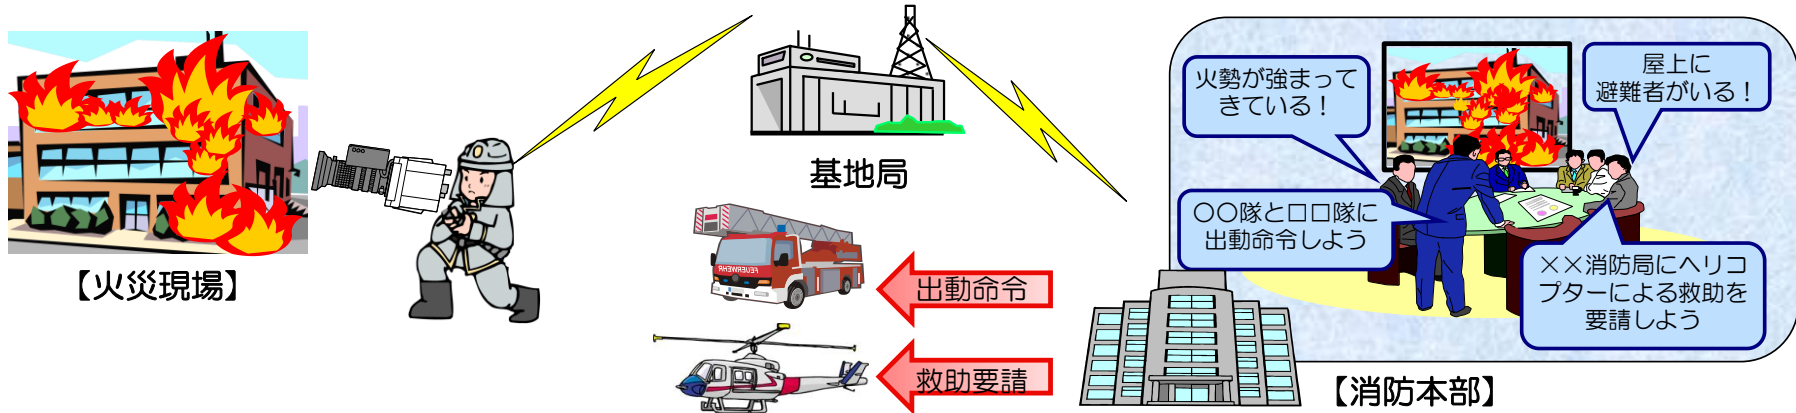 【火災現場】
基地局
FEUERWEHR
出動命令
救助要請
火勢が強まって
きている！
屋上に
避難者がいる！
〇〇隊と□□隊に
出動命令しよう
××消防局にヘリコ
プターによる救助を
要請しよう
【消防本部】